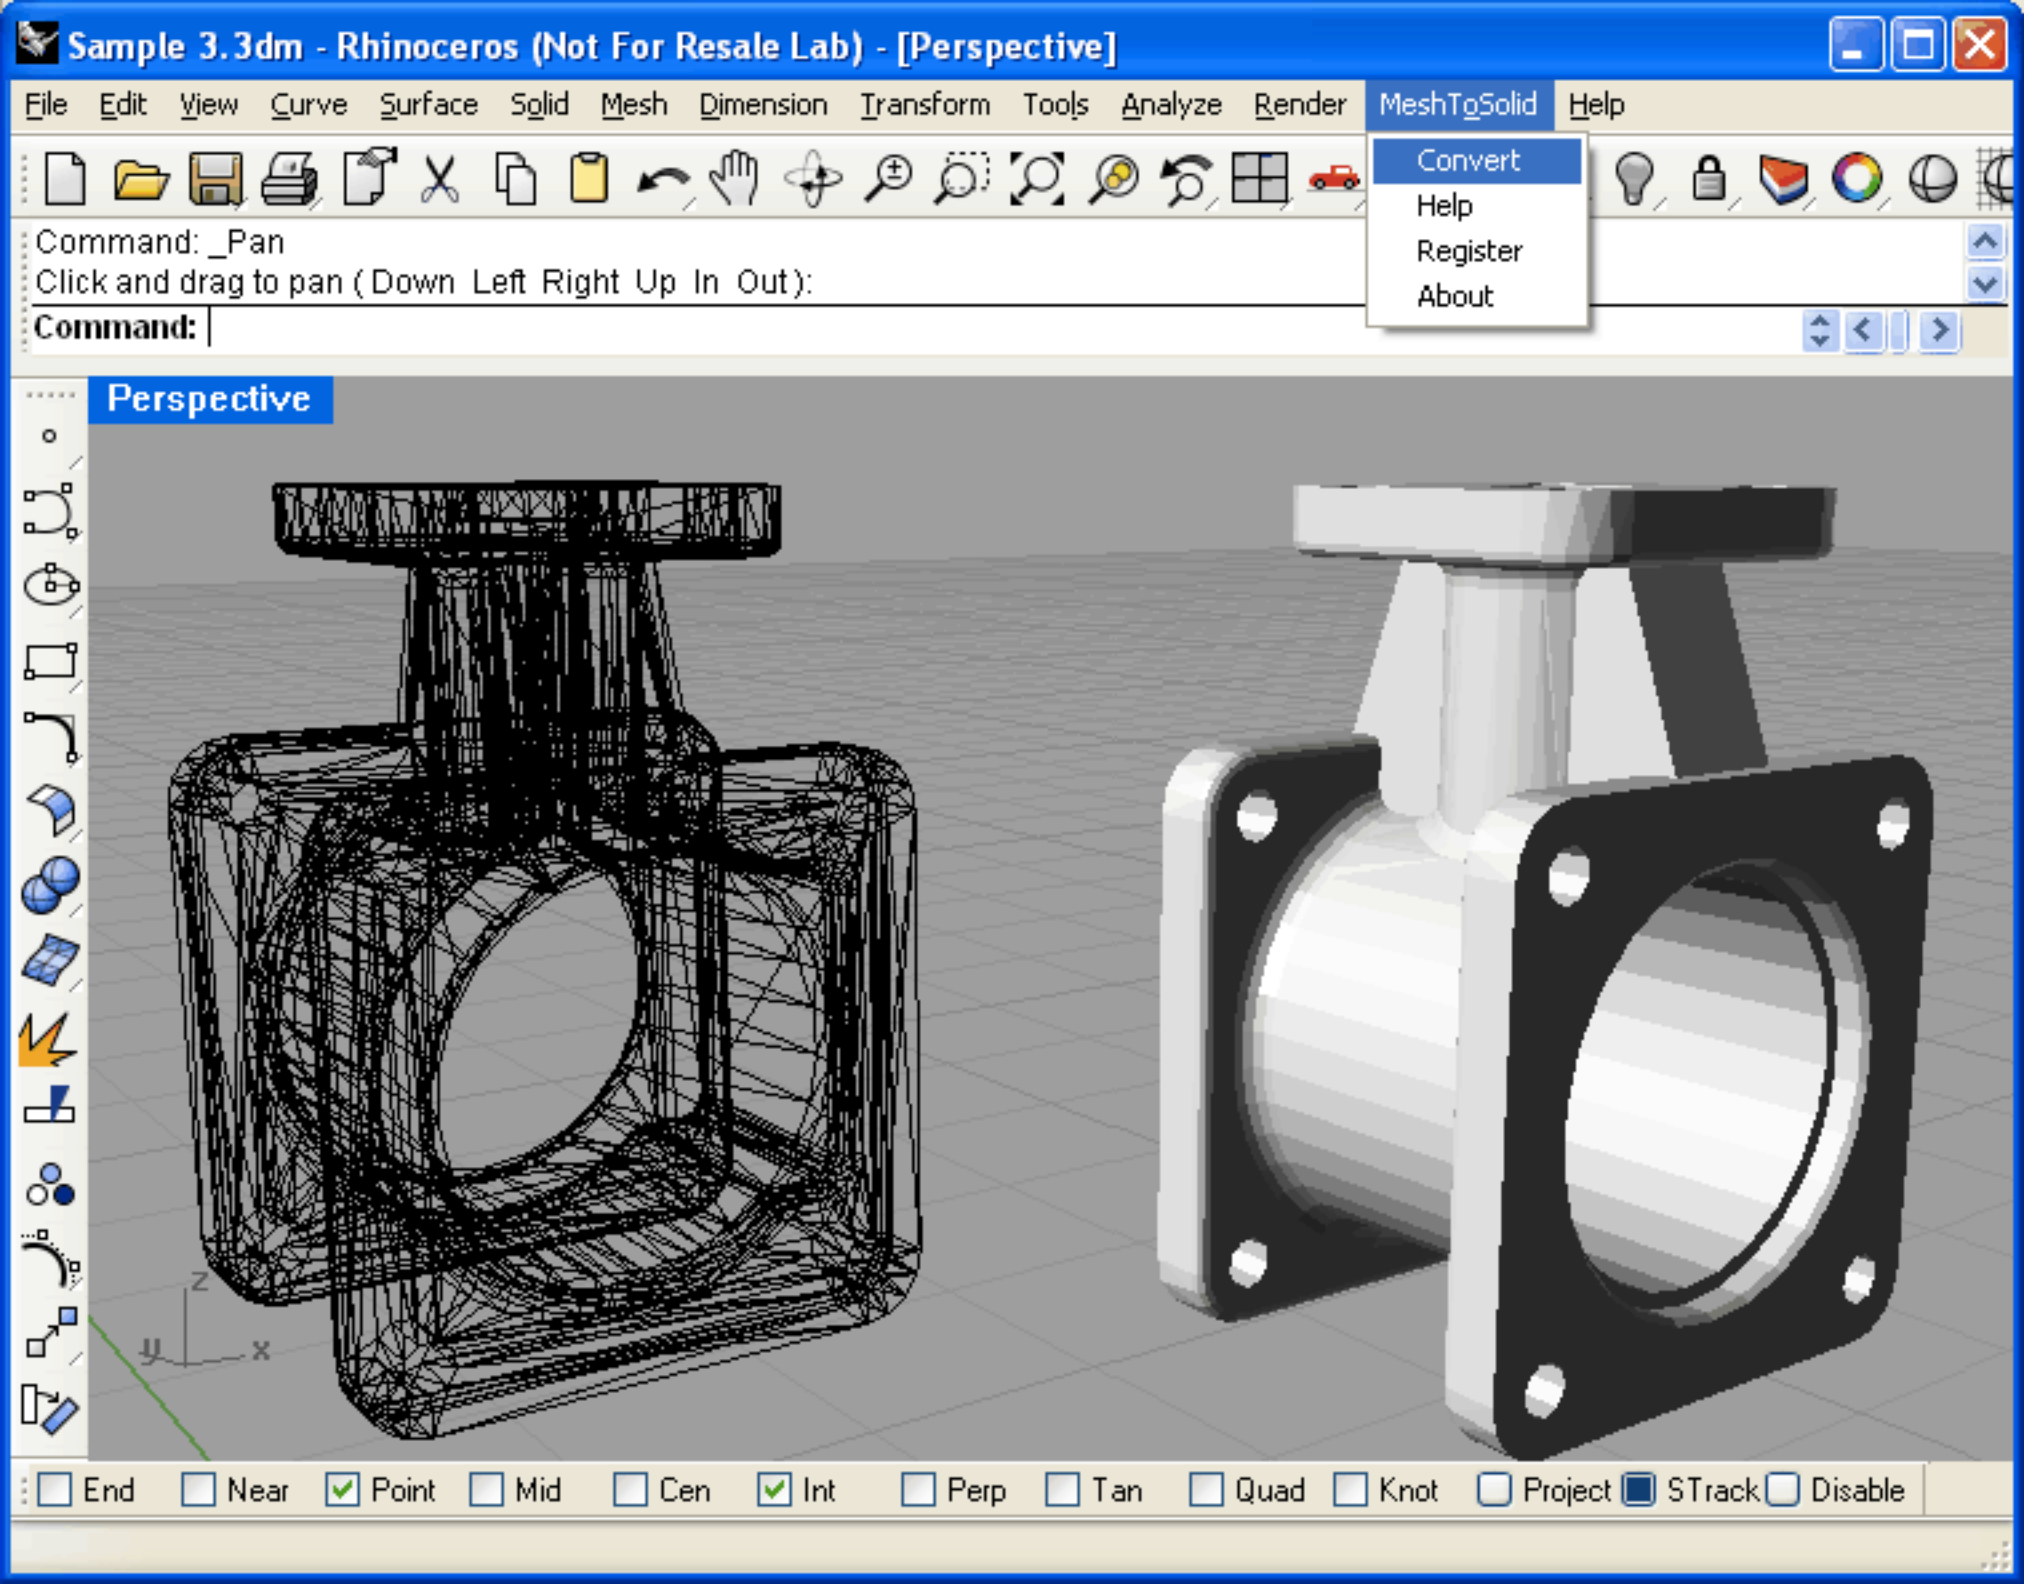 Sample 3.3dm - Rhinoceros (Not For Resale Lab) - [Perspective]
File Edit View Curve Surface Solid Mesh Dimension Transform Tools Analyze Render MeshToSolid Help
Convert
Help
Register
About
Command: _Pan
Click and drag to pan ( Down Left Right Up In Out ):
Command:
Perspective
z
y x
End Near Point Mid Cen Int Perp Tan Quad Knot Project STrack Disable